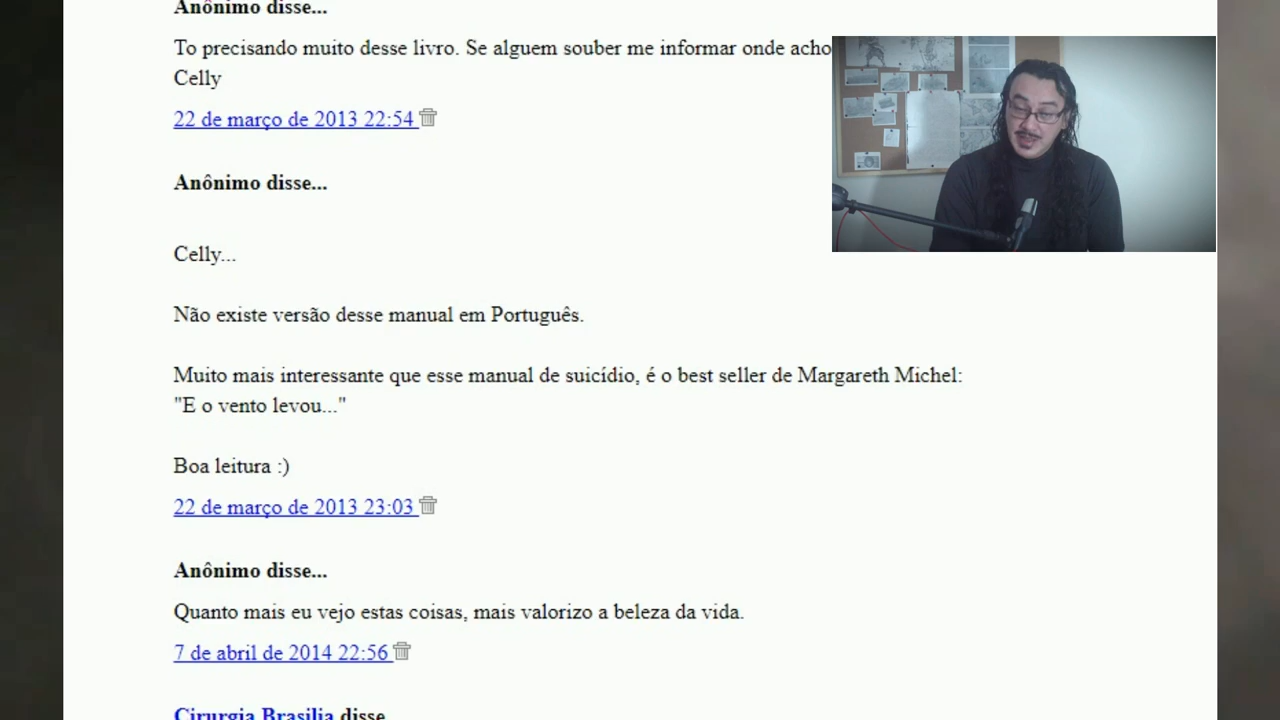 Anônimo disse...
To precisando muito desse livro. Se alguem souber me informar onde acho
Celly
22 de março de 2013 22:54
Anônimo disse...
Celly...
Não existe versão desse manual em Português.
Muito mais interessante que esse manual de suicídio, é o best seller de Margareth Michel:
"E o vento levou..."
Boa leitura :)
22 de março de 2013 23:03
Anônimo disse...
Quanto mais eu vejo estas coisas, mais valorizo a beleza da vida.
7 de abril de 2014 22:56
Cirurgia Brasilia disse